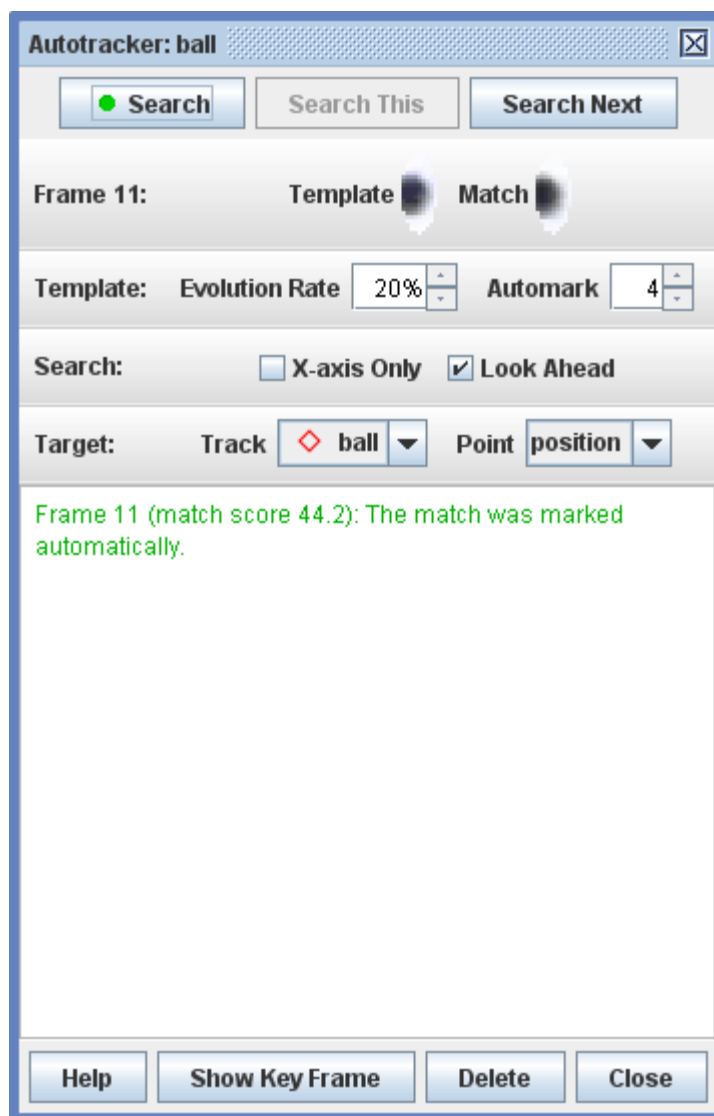 Autotracker: ball
Search Search This Search Next
Frame 11: Template Match
Template: Evolution Rate 20% Automark 4
Search: X-axis Only Look Ahead
Target: Track ball Point position
Frame 11 (match score 44.2): The match was marked
automatically.
Help Show Key Frame Delete Close